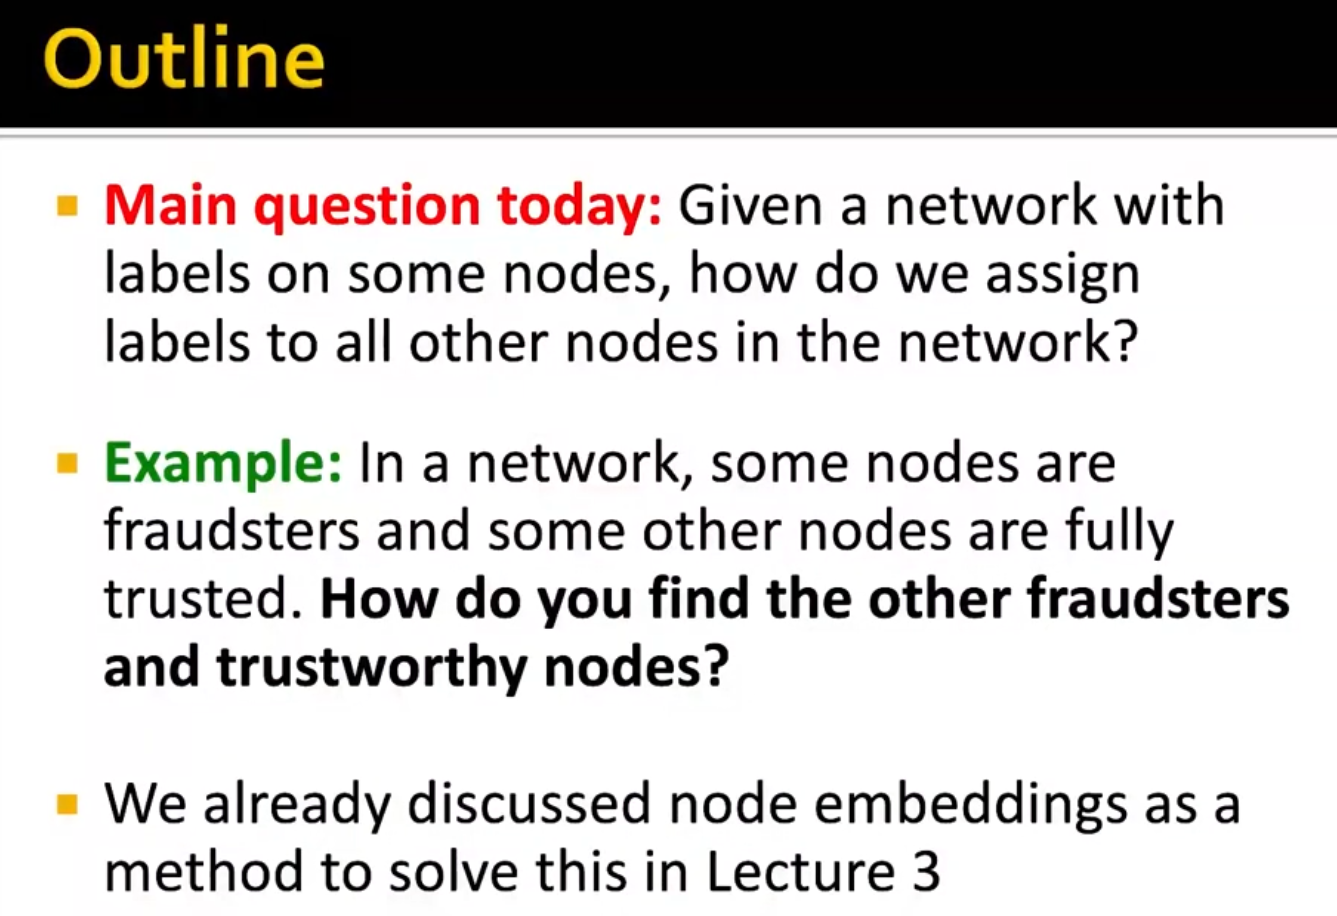 Outline
Main question today: Given a network with
labels on some nodes, how do we assign
labels to all other nodes in the network?
Example: In a network, some nodes are
fraudsters and some other nodes are fully
trusted. How do you find the other fraudsters
and trustworthy nodes?
We already discussed node embeddings as a
method to solve this in Lecture 3